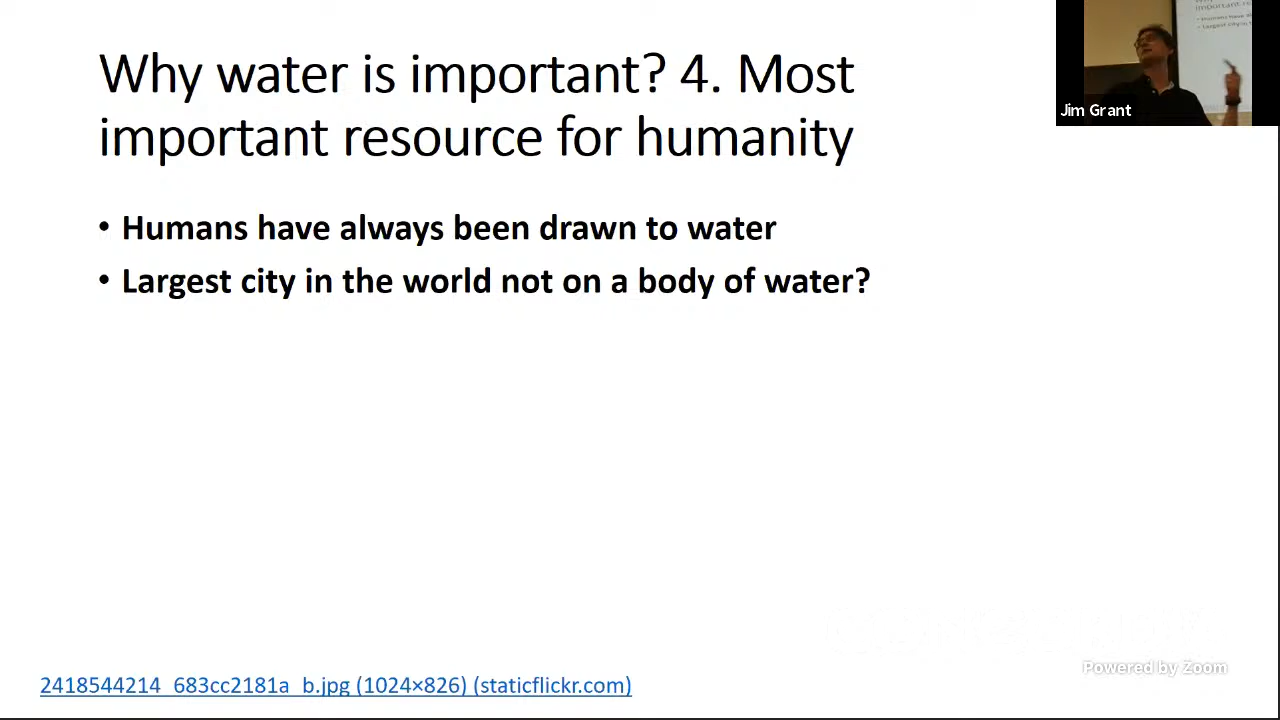 Why water is important? 4. Most
important resource for humanity
• Humans have always been drawn to water
• Largest city in the world not on a body of water?
Jim Grant
2418544214_683cc2181a_b.jpg (1024×826) (staticflickr.com)
Powered by Zoom